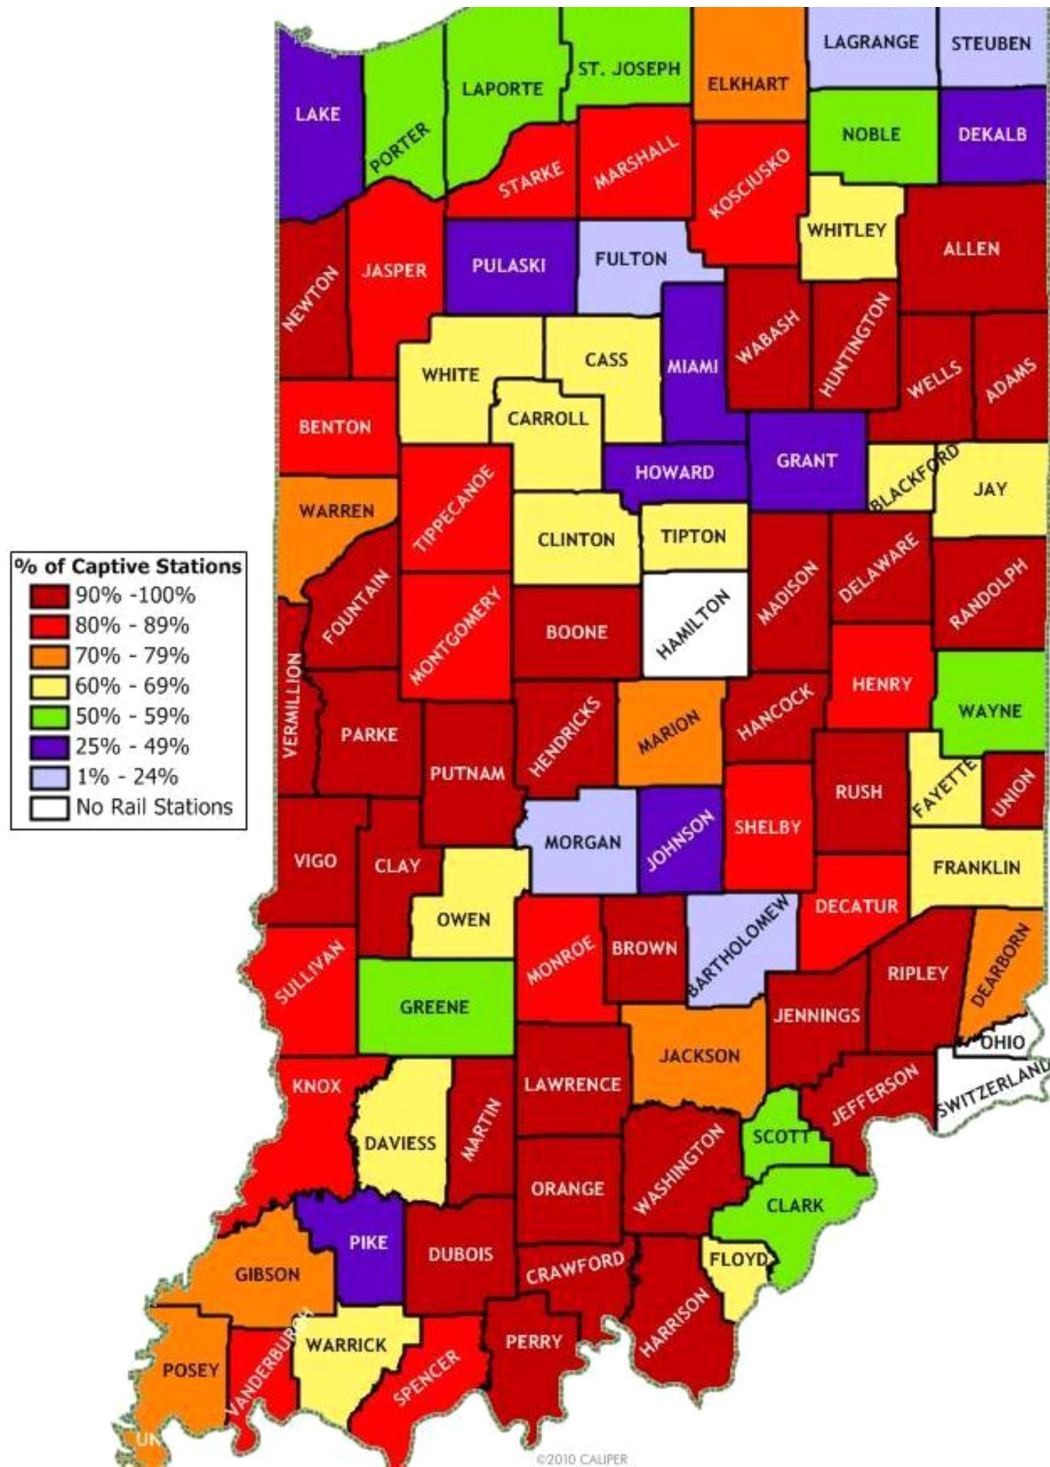 LAGRANGE
STEUBEN
ST. JOSEPH
ELKHART
LAPORTE
LAKE
PORTER
NOBLE
DEKALB
STARKE
MARSHALL
KOSCIUSKO
WHITLEY
ALLEN
NEWTON
JASPER
PULASKI
FULTON
WABASH
HUNTINGTON
WHITE
CASS
MIAMI
WELLS
ADAMS
BENTON
CARROLL
HOWARD
GRANT
BLACKFORD
JAY
WARREN
TIPPECANOE
CLINTON
TIPTON
MADISON
DELAWARE
RANDOLPH
% of Captive Stations
90% -100%
80% - 89%
70% - 79%
60% - 69%
50% - 59%
25% - 49%
1% - 24%
No Rail Stations
FOUNTAIN
MONTGOMERY
BOONE
HAMILTON
HENRY
WAYNE
VERMILLION
PARKE
PUTNAM
HENDRICKS
MARION
HANCOCK
RUSH
FAYETTE
UNION
VIGO
CLAY
MORGAN
JOHNSON
SHELBY
FRANKLIN
OWEN
DECATUR
SULLIVAN
MONROE
BROWN
BARTHOLOMEW
RIPLEY
DEARBORN
GREENE
JENNINGS
OHIO
KNOX
LAWRENCE
JACKSON
JEFFERSON
SWITZERLAND
DAVIESS
MARTIN
SCOTT
ORANGE
WASHINGTON
CLARK
PIKE
DUBOIS
CRAWFORD
FLOYD
GIBSON
HARRISON
POSEY
VANDERBURGH
WARRICK
SPENCER
PERRY
UN
©2010 CALIPER